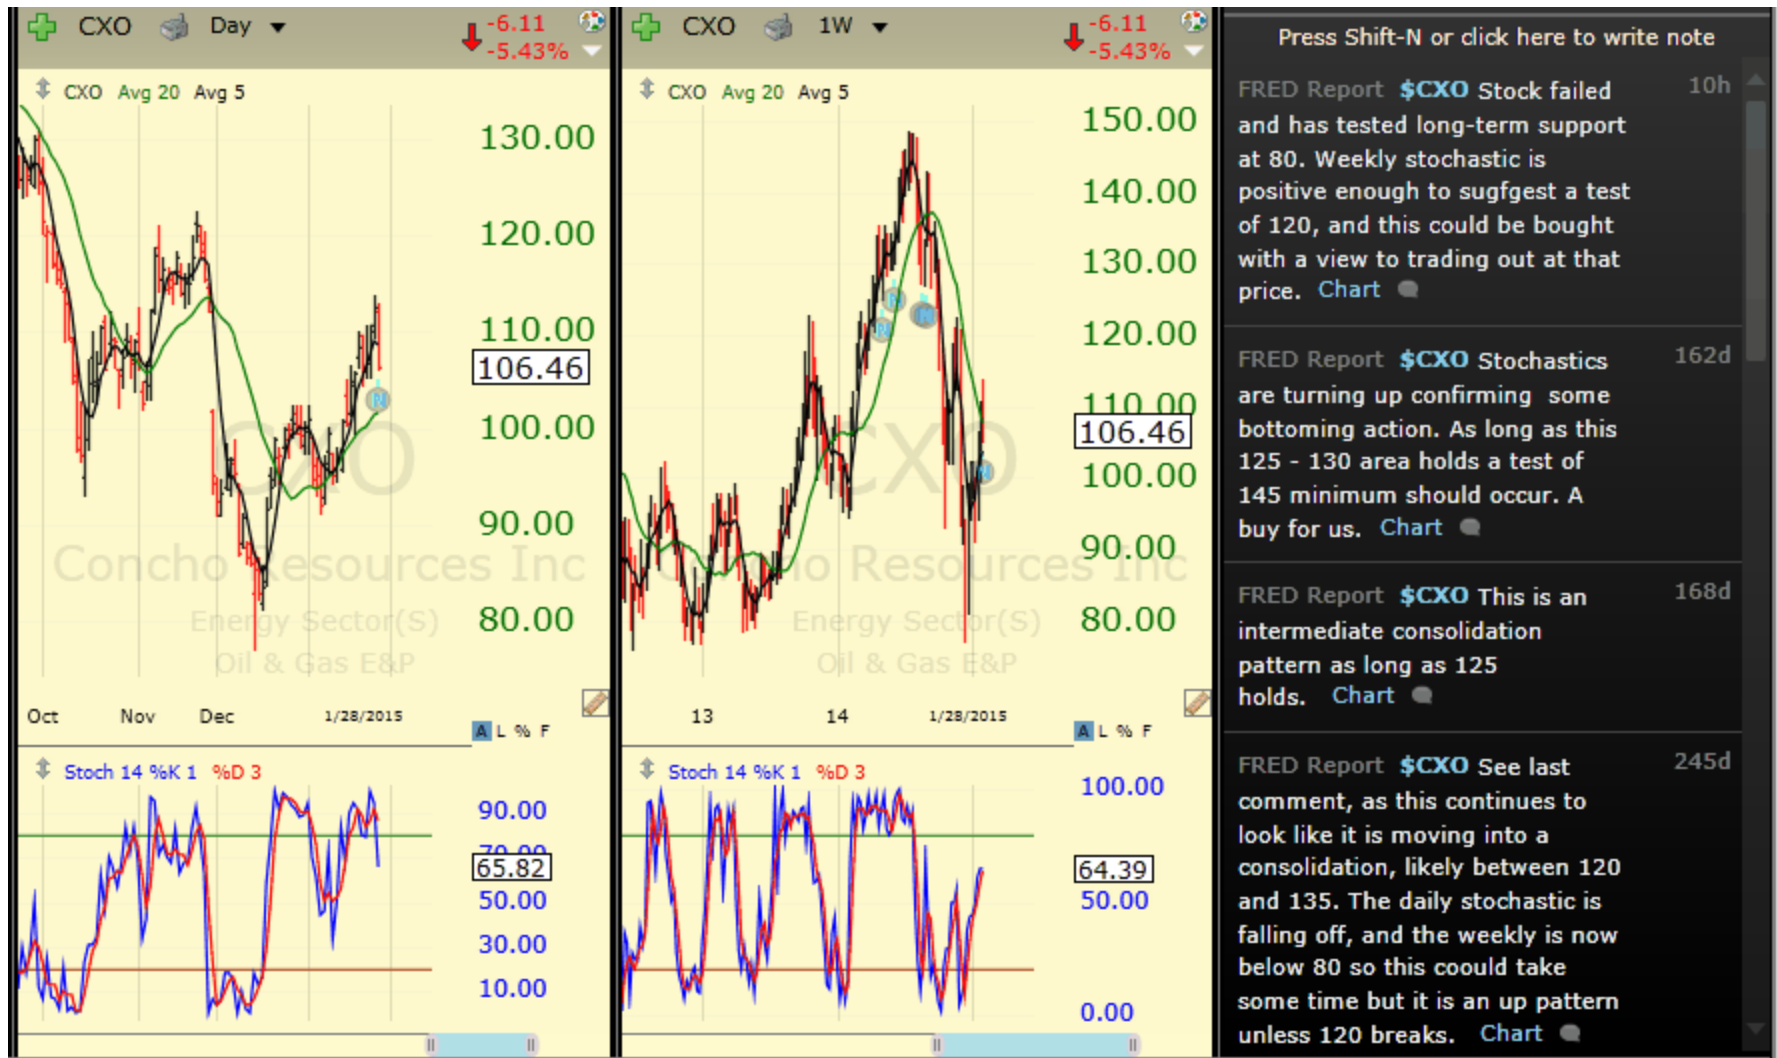 CXO Day
-6.11
-5.43%
CXO Avg 20 Avg 5
130.00
120.00
110.00
106.46
100.00
90.00
80.00
CXO
Concho Resources Inc
Energy Sector(S)
Oil & Gas E&P
N
Oct Nov Dec 1/28/2015
A L % F
Stoch 14 %K 1 %D 3
90.00
70.00
65.82
50.00
30.00
10.00
CXO 1W
-6.11
-5.43%
CXO Avg 20 Avg 5
150.00
140.00
130.00
120.00
110.00
106.46
100.00
90.00
80.00
N
N
N
N
CXO
Concho Resources Inc
Energy Sector(S)
Oil & Gas E&P
13 14 1/28/2015
A L % F
Stoch 14 %K 1 %D 3
100.00
64.39
50.00
0.00
Press Shift-N or click here to write note
FRED Report $CXO Stock failed 10h
and has tested long-term support
at 80. Weekly stochastic is
positive enough to sugfgest a test
of 120, and this could be bought
with a view to trading out at that
price. Chart
FRED Report $CXO Stochastics 162d
are turning up confirming some
bottoming action. As long as this
125 - 130 area holds a test of
145 minimum should occur. A
buy for us. Chart
FRED Report $CXO This is an 168d
intermediate consolidation
pattern as long as 125
holds. Chart
FRED Report $CXO See last 245d
comment, as this continues to
look like it is moving into a
consolidation, likely between 120
and 135. The daily stochastic is
falling off, and the weekly is now
below 80 so this coould take
some time but it is an up pattern
unless 120 breaks. Chart